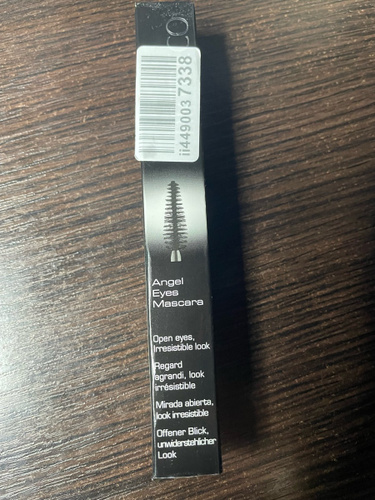 CO
ii449003 7338
Angel
Eyes
Mascara
Open eyes,
Irresistible look
Regard
agrandi, look
irrésistible
Mirada abierta,
look irresistible
Offener Blick,
unwiderstehlicher
Look